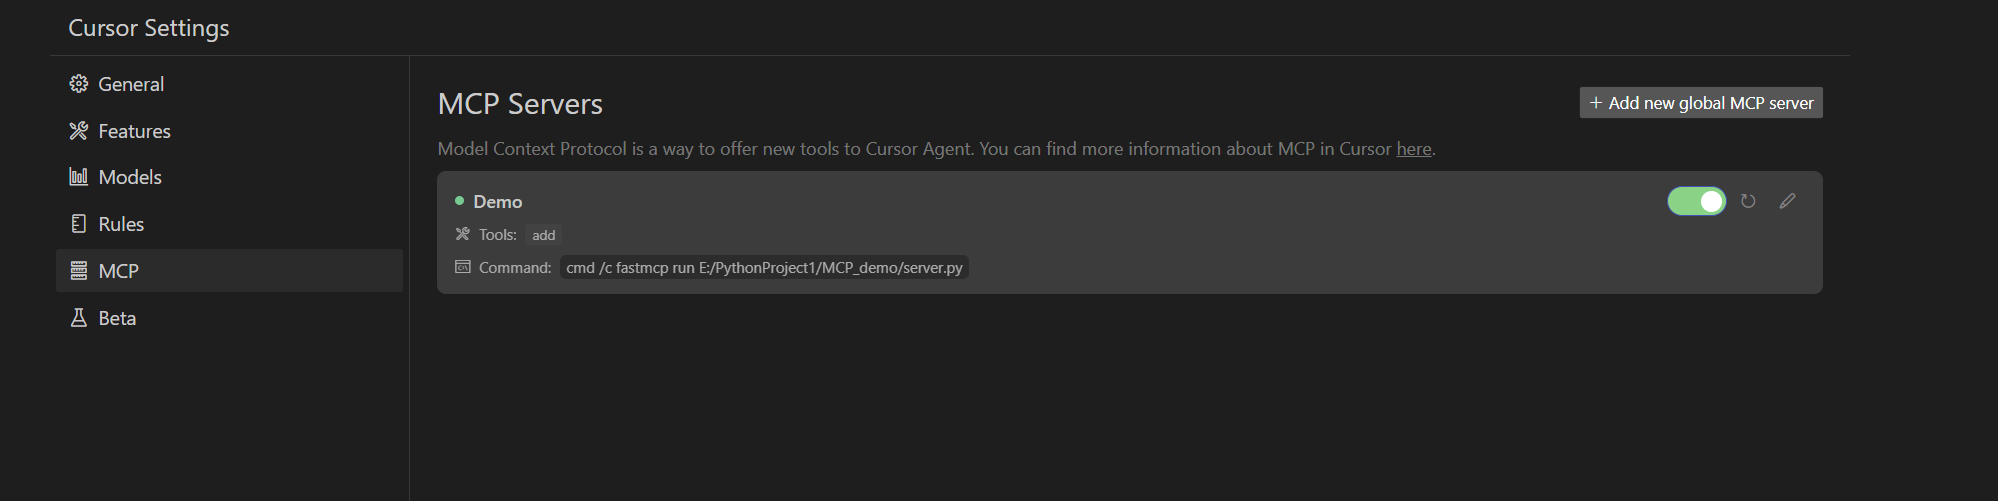 Cursor Settings
General
Features
Models
Rules
MCP
Beta
MCP Servers
+ Add new global MCP server
Model Context Protocol is a way to offer new tools to Cursor Agent. You can find more information about MCP in Cursor here.
Demo
Tools: add
Command: cmd /c fastmcp run E:/PythonProject1/MCP_demo/server.py